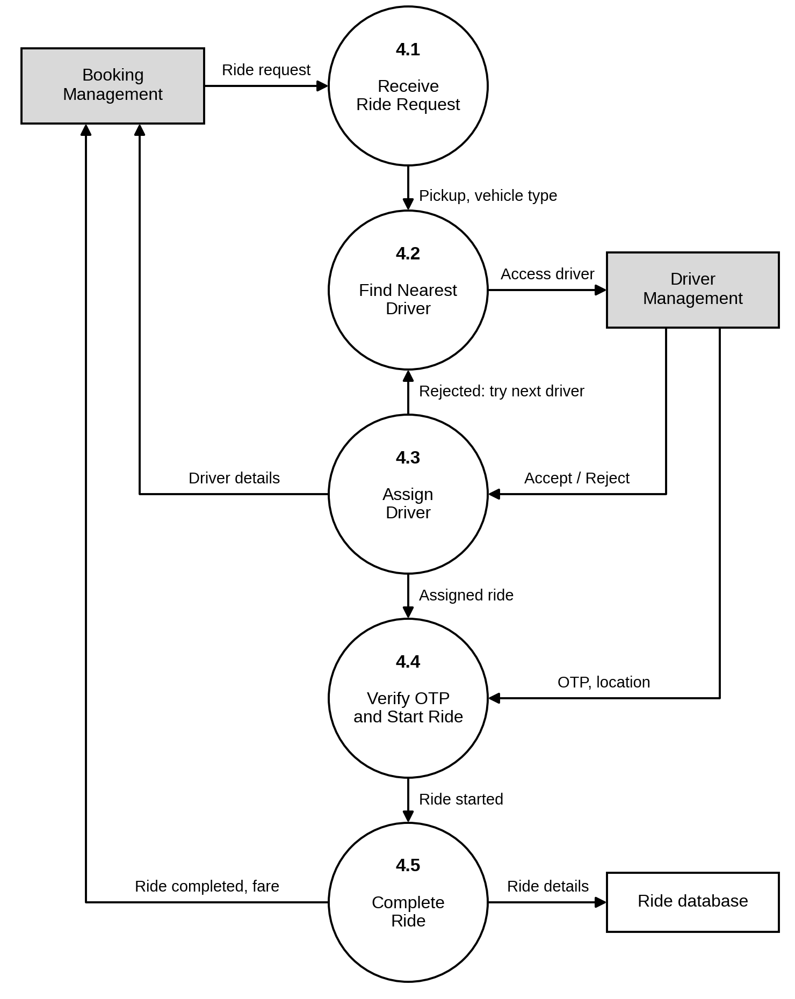 4.1
Booking
Management
Ride request
Receive
Ride Request
Pickup, vehicle type
4.2
Find Nearest
Driver
Access driver
Driver
Management
Rejected: try next driver
4.3
Assign
Driver
Driver details
Accept / Reject
Assigned ride
4.4
Verify OTP
and Start Ride
OTP, location
Ride started
4.5
Complete
Ride
Ride completed, fare
Ride details
Ride database